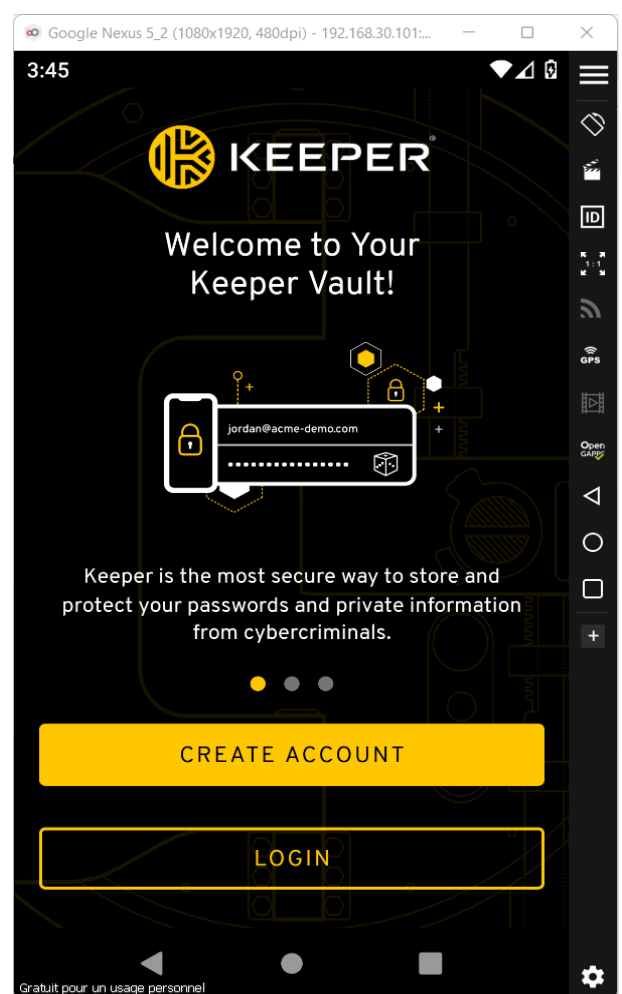 Google Nexus 5_2 (1080x1920, 480dpi) - 192.168.30.101:...
3:45
KEEPER®
ID
Welcome to Your
Keeper Vault!
1:1
GPS
jordan@acme-demo.com
Open
GAPPS
Keeper is the most secure way to store and
protect your passwords and private information
from cybercriminals.
CREATE ACCOUNT
LOGIN
Gratuit pour un usage personnel